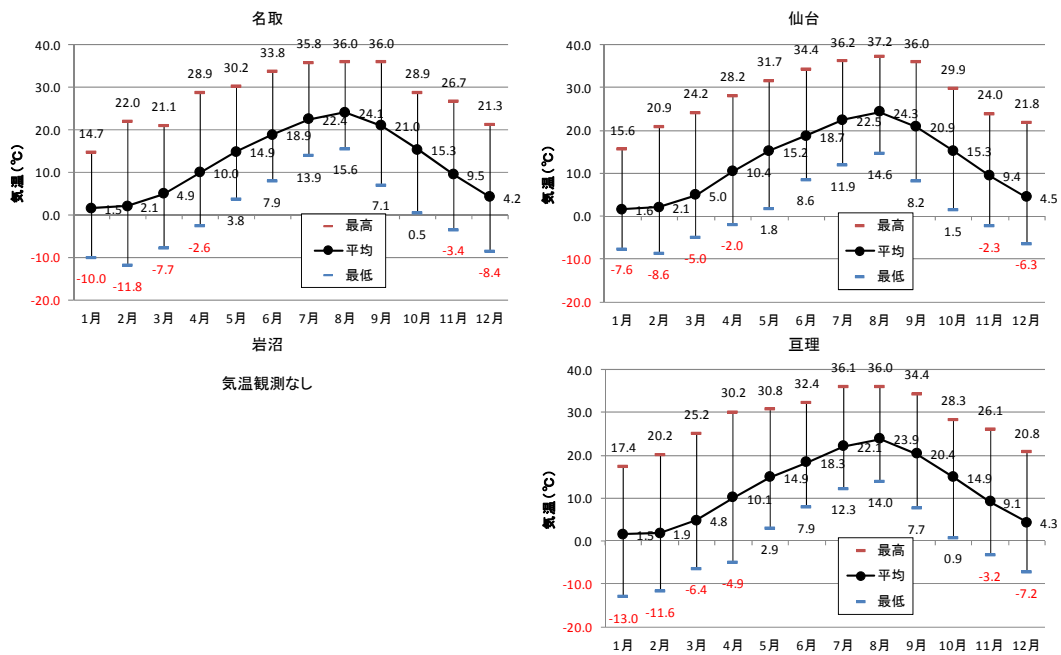 名取
気温(℃)
40.0
30.0
20.0
10.0
0.0
-10.0
-20.0
14.7 22.0 21.1 28.9 30.2 33.8 35.8 36.0 36.0 28.9 26.7 21.3
1.5 2.1 4.9 10.0 14.9 18.9 22.4 24.1 21.0 15.3 9.5 4.2
-10.0 -11.8 -7.7 -2.6 3.8 7.9 13.9 15.6 7.1 0.5 -3.4 -8.4
最高
平均
最低
1月 2月 3月 4月 5月 6月 7月 8月 9月 10月 11月 12月
仙台
気温(℃)
40.0
30.0
20.0
10.0
0.0
-10.0
-20.0
15.6 20.9 24.2 28.2 31.7 34.4 36.2 37.2 36.0 29.9 24.0 21.8
1.6 2.1 5.0 10.4 15.2 18.7 22.5 24.3 20.9 15.3 9.4 4.5
-7.6 -8.6 -5.0 -2.0 1.8 8.6 11.9 14.6 8.2 1.5 -2.3 -6.3
最高
平均
最低
1月 2月 3月 4月 5月 6月 7月 8月 9月 10月 11月 12月
岩沼
気温観測なし
亘理
気温(℃)
40.0
30.0
20.0
10.0
0.0
-10.0
-20.0
17.4 20.2 25.2 30.2 30.8 32.4 36.1 36.0 34.4 28.3 26.1 20.8
1.5 1.9 4.8 10.1 14.9 18.3 22.1 23.9 20.4 14.9 9.1 4.3
-13.0 -11.6 -6.4 -4.9 2.9 7.9 12.3 14.0 7.7 0.9 -3.2 -7.2
最高
平均
最低
1月 2月 3月 4月 5月 6月 7月 8月 9月 10月 11月 12月